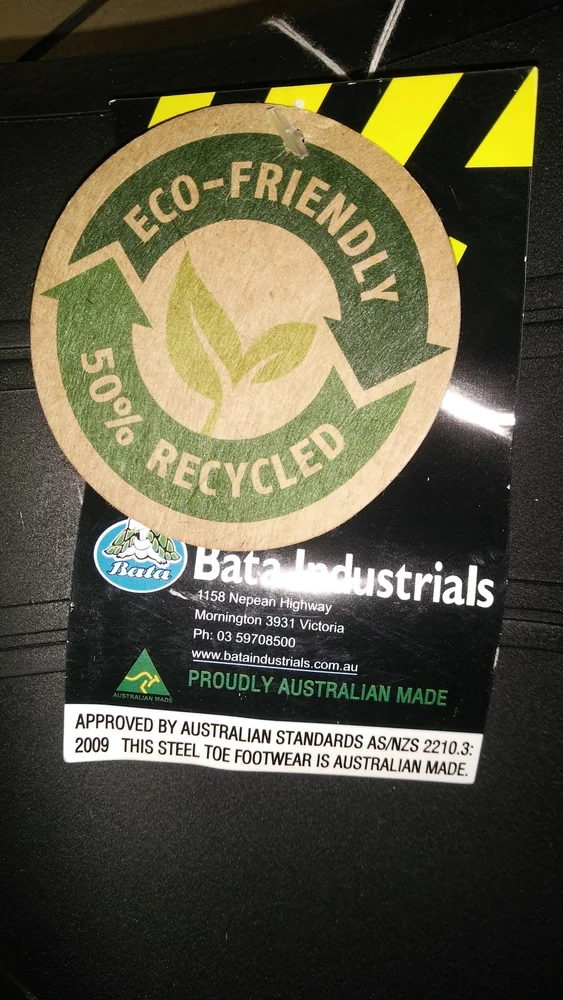 ECO-FRIENDLY
50% RECYCLED
Bata
Bata Industrials
1158 Nepean Highway
Mornington 3931 Victoria
Ph: 03 59708500
www.bataindustrials.com.au
AUSTRALIAN MADE
PROUDLY AUSTRALIAN MADE
APPROVED BY AUSTRALIAN STANDARDS AS/NZS 2210.3:
2009 THIS STEEL TOE FOOTWEAR IS AUSTRALIAN MADE.